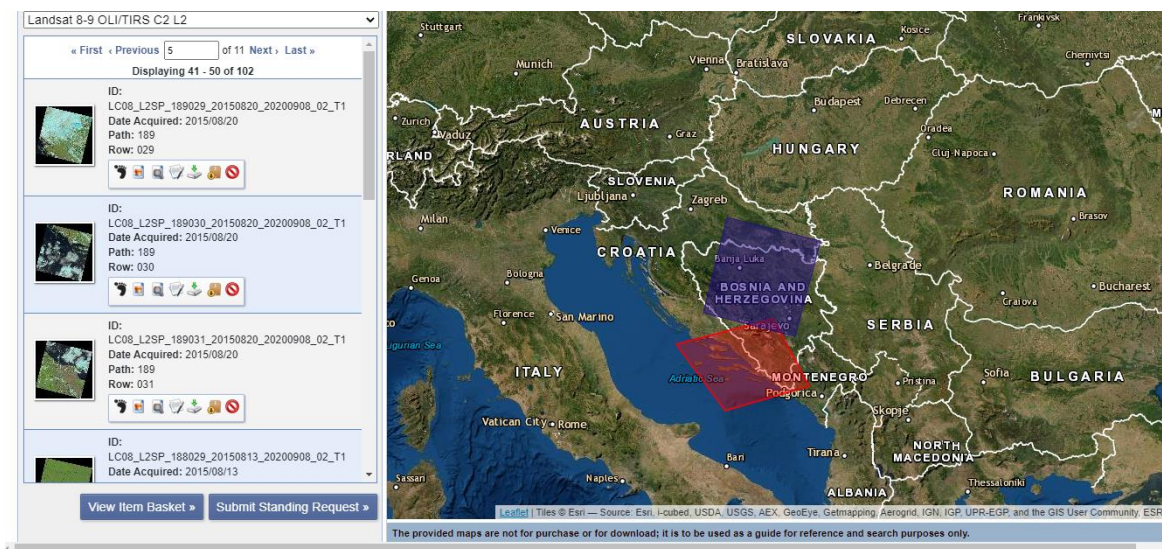 Landsat 8-9 OLI/TIRS C2 L2
« First ‹ Previous 5 of 11 Next › Last »
Displaying 41 - 50 of 102
ID:
LC08_L2SP_189029_20150820_20200908_02_T1
Date Acquired: 2015/08/20
Path: 189
Row: 029
ID:
LC08_L2SP_189030_20150820_20200908_02_T1
Date Acquired: 2015/08/20
Path: 189
Row: 030
ID:
LC08_L2SP_189031_20150820_20200908_02_T1
Date Acquired: 2015/08/20
Path: 189
Row: 031
ID:
LC08_L2SP_188029_20150813_20200908_02_T1
Date Acquired: 2015/08/13
View Item Basket »
Submit Standing Request »
Stuttgart
SLOVAKIA
Kosice
Frankivsk
Chernivtsi
Munich
Vienna
Bratislava
Budapest
Debrecen
Zurich
Vaduz
AUSTRIA
Graz
Oradea
RLAND
HUNGARY
Cluj-Napoca
SLOVENIA
Ljubljana
Zagreb
ROMANIA
Brasov
Milan
Venice
CROATIA
Banja Luka
Belgrade
Genoa
Bologna
BOSNIA AND
HERZEGOVINA
Bucharest
Craiova
Florence
San Marino
Sarajevo
SERBIA
gurian Sea
ITALY
Adriatic Sea
MONTENEGRO
Pristina
Sofia
BULGARIA
Podgorica
Skopje
Vatican City
Rome
NORTH
MACEDONIA
Bari
Tirana
Sassari
Naples
Thessaloniki
ALBANIA
Leaflet | Tiles © Esri — Source: Esri, i-cubed, USDA, USGS, AEX, GeoEye, Getmapping, Aerogrid, IGN, IGP, UPR-EGP, and the GIS User Community, ESR
The provided maps are not for purchase or for download; it is to be used as a guide for reference and search purposes only.